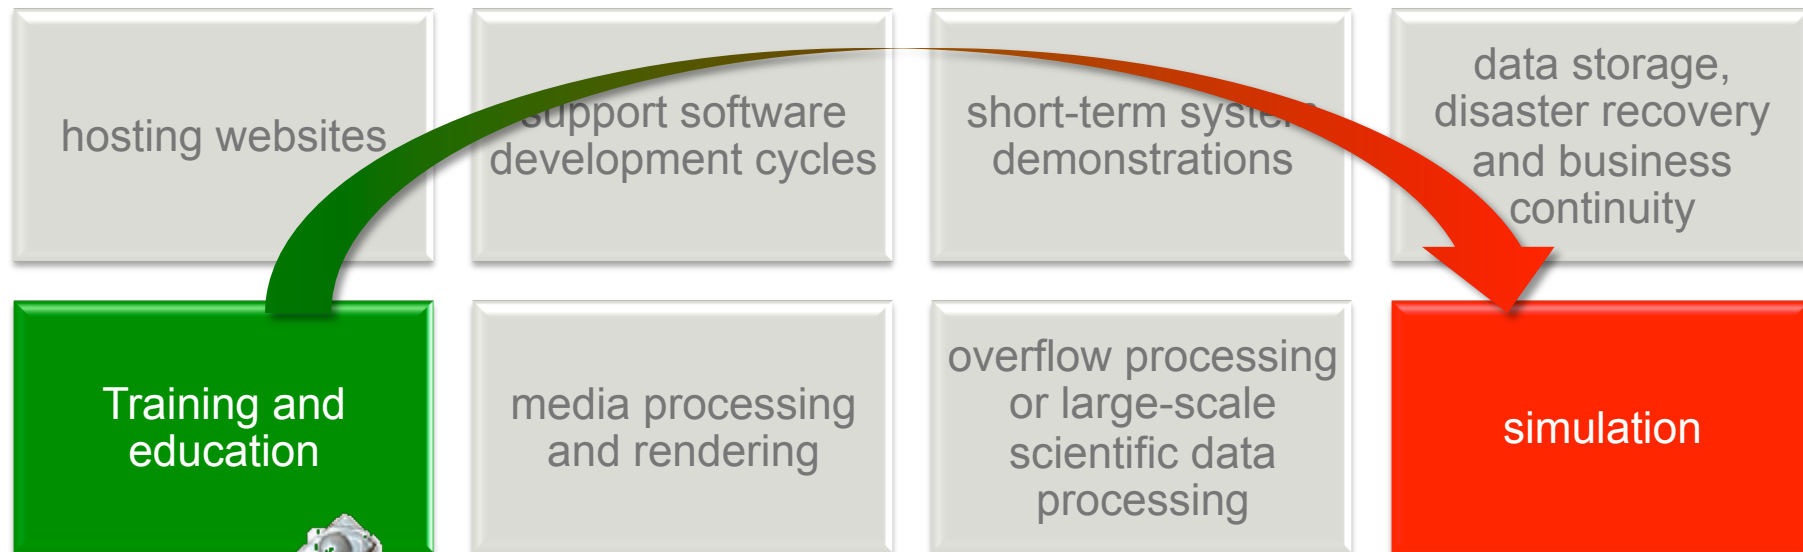 hosting websites
support software
development cycles
short-term system
demonstrations
data storage,
disaster recovery
and business
continuity
Training and
education
media processing
and rendering
overflow processing
or large-scale
scientific data
processing
simulation